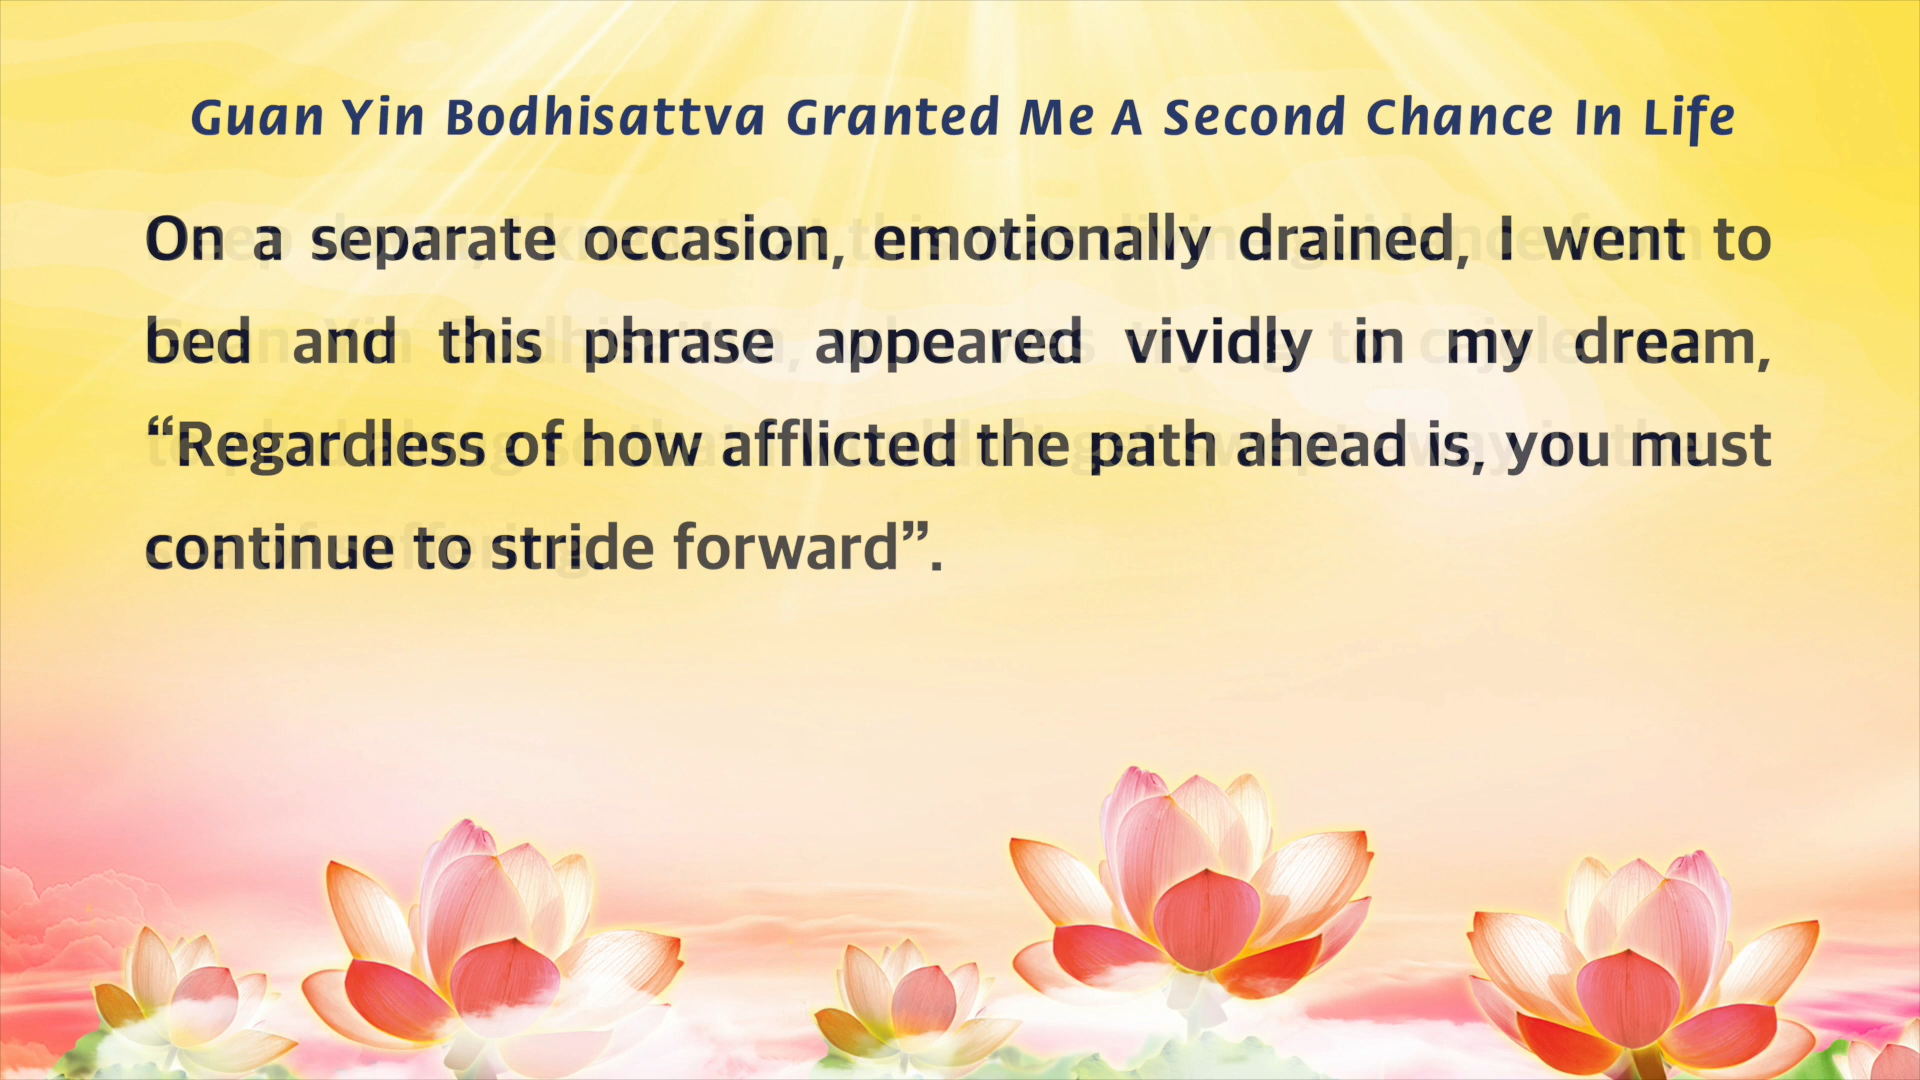 Guan Yin Bodhisattva Granted Me A Second Chance In Life
On a separate occasion, emotionally drained, I went to
bed and this phrase appeared vividly in my dream,
“Regardless of how afflicted the path ahead is, you must
continue to stride forward”.